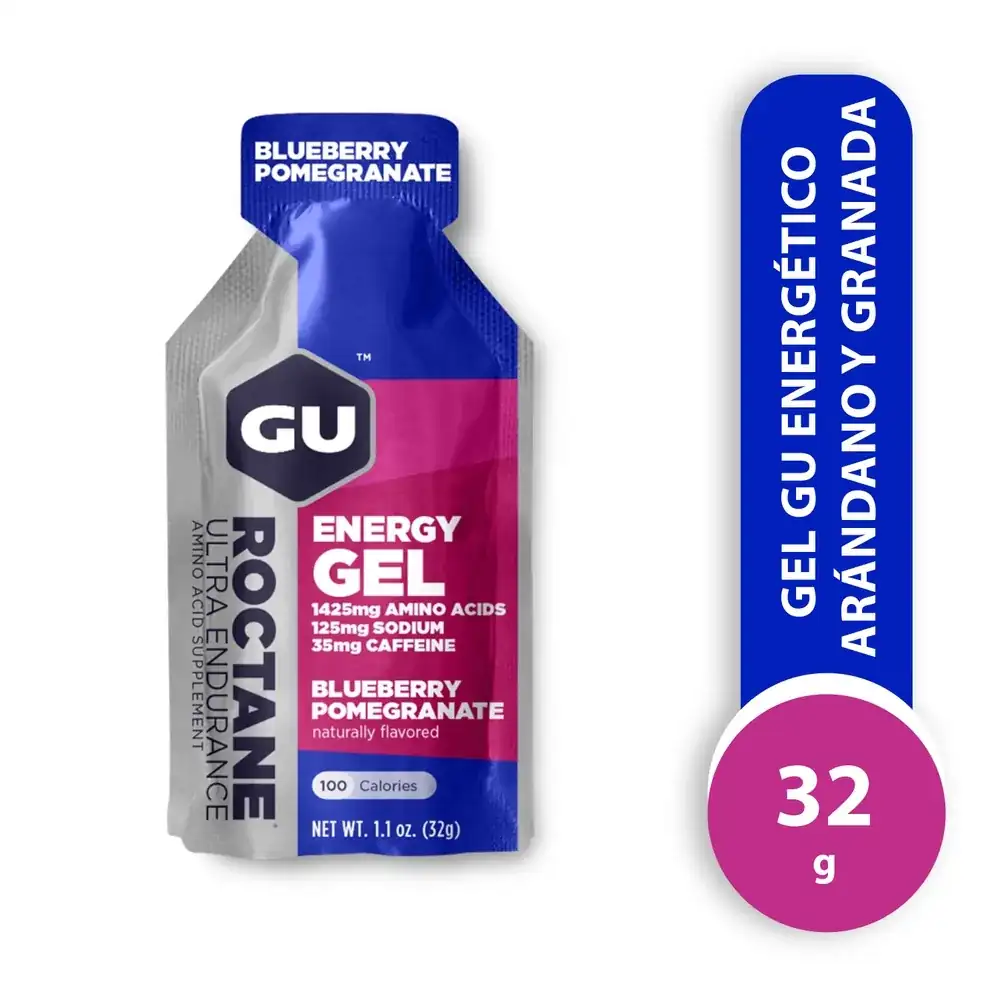 BLUEBERRY
POMEGRANATE
™
GU
ROCTANE
ULTRA ENDURANCE
AMINO ACID SUPPLEMENT
ENERGY
GEL
1425mg AMINO ACIDS
125mg SODIUM
35mg CAFFEINE
BLUEBERRY
POMEGRANATE
naturally flavored
100 Calories
NET WT. 1.1 oz. (32g)
GEL GU ENERGÉTICO
ARÁNDANO Y GRANADA
32
g